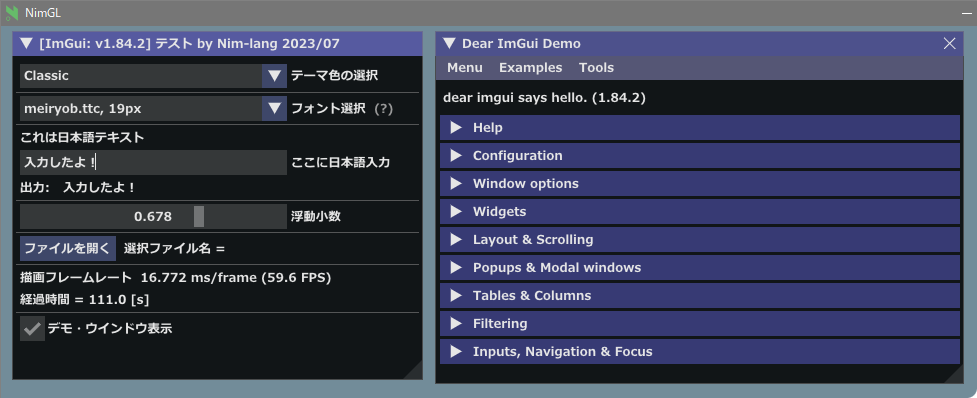 NimGL
[ImGui: v1.84.2] テスト by Nim-lang 2023/07
Classic テーマ色の選択
meiryob.ttc, 19px フォント選択 (?)
これは日本語テキスト
入力したよ！ ここに日本語入力
出力: 入力したよ！
0.678 浮動小数
ファイルを開く 選択ファイル名 =
描画フレームレート 16.772 ms/frame (59.6 FPS)
経過時間 = 111.0 [s]
デモ・ウインドウ表示
Dear ImGui Demo
Menu Examples Tools
dear imgui says hello. (1.84.2)
Help
Configuration
Window options
Widgets
Layout & Scrolling
Popups & Modal windows
Tables & Columns
Filtering
Inputs, Navigation & Focus